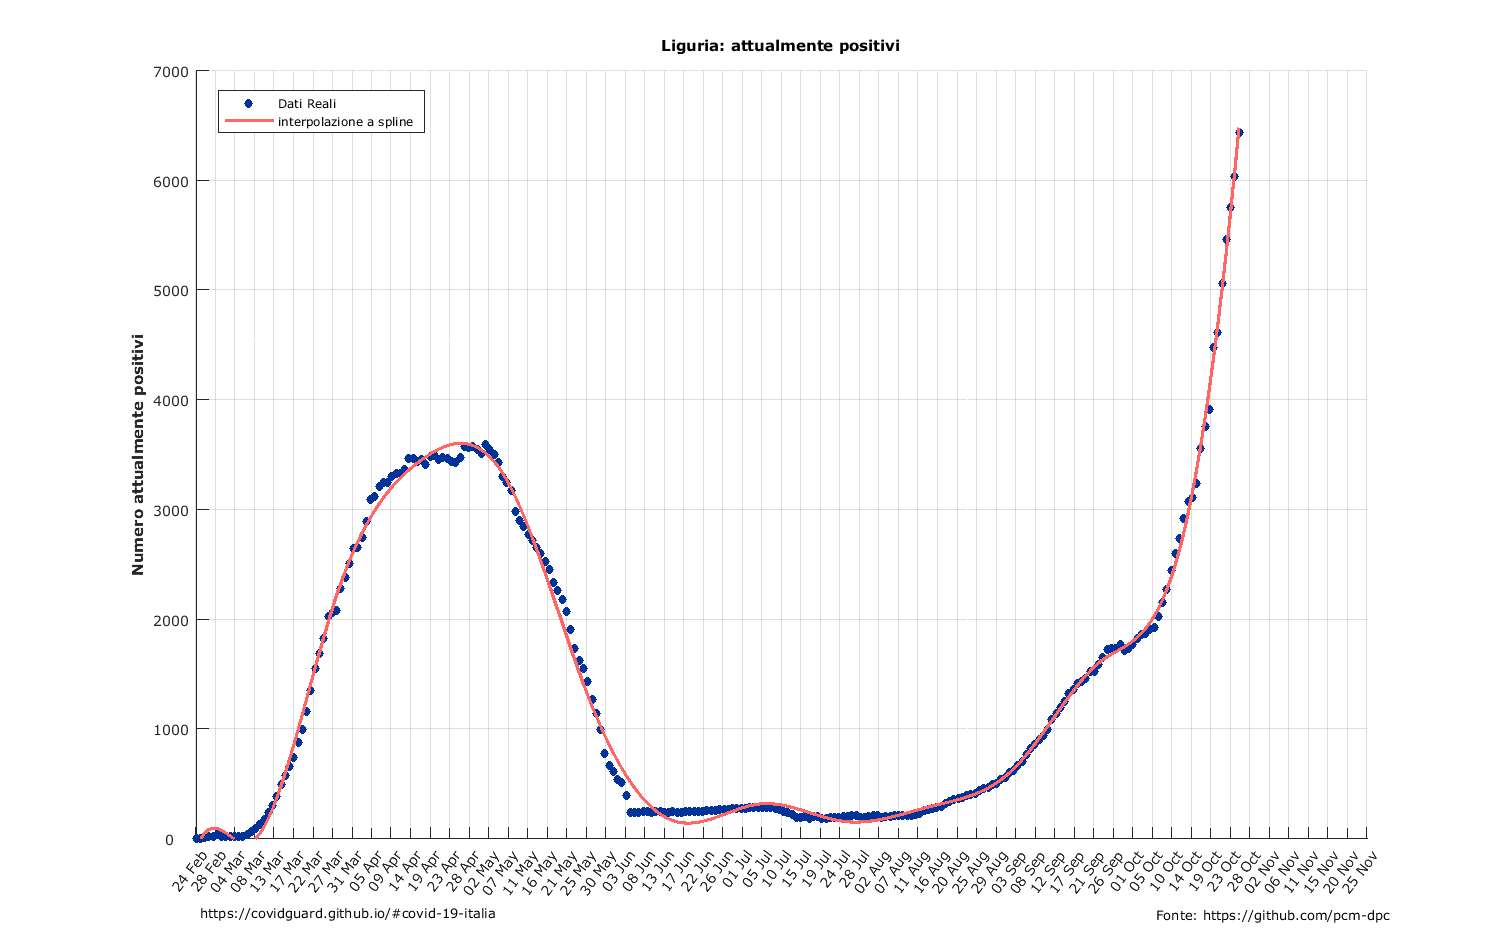 Liguria: attualmente positivi
7000
6000
5000
4000
3000
2000
1000
0
Numero attualmente positivi
Dati Reali
interpolazione a spline
24 Feb
28 Feb
04 Mar
08 Mar
13 Mar
17 Mar
22 Mar
27 Mar
31 Mar
05 Apr
09 Apr
14 Apr
19 Apr
23 Apr
28 Apr
02 May
07 May
11 May
16 May
21 May
25 May
30 May
03 Jun
08 Jun
13 Jun
17 Jun
22 Jun
26 Jun
01 Jul
05 Jul
10 Jul
15 Jul
19 Jul
24 Jul
28 Jul
02 Aug
07 Aug
11 Aug
16 Aug
20 Aug
25 Aug
29 Aug
03 Sep
08 Sep
12 Sep
17 Sep
21 Sep
26 Sep
01 Oct
05 Oct
10 Oct
14 Oct
19 Oct
23 Oct
28 Oct
02 Nov
06 Nov
11 Nov
15 Nov
20 Nov
25 Nov
https://covidguard.github.io/#covid-19-italia
Fonte: https://github.com/pcm-dpc